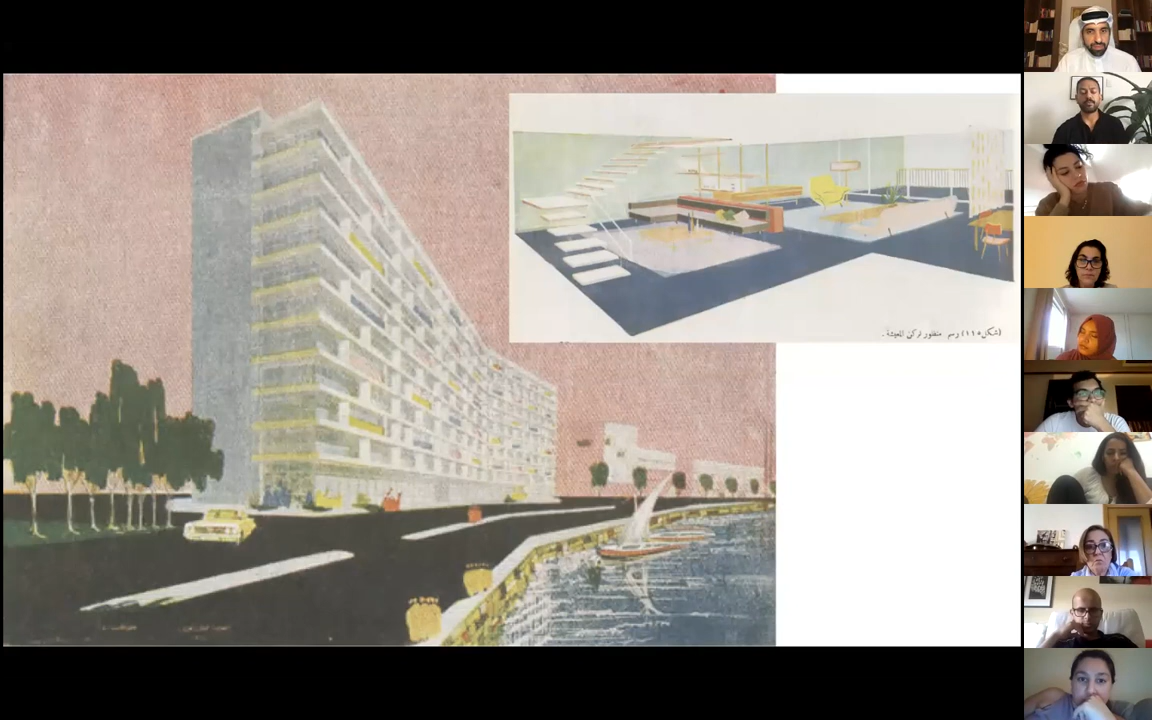 (شكل ١١٥) رسم منظور لركن المعيشة .